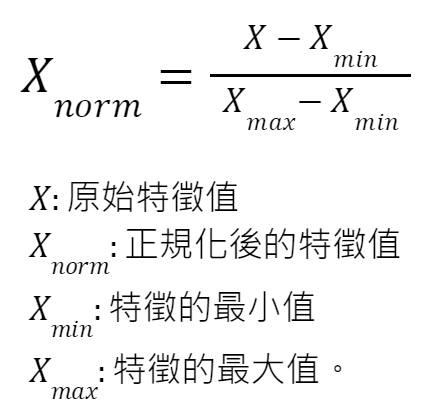 X_norm = (X − X_min) / (X_max − X_min)
X: 原始特徵值
X_norm: 正規化後的特徵值
X_min: 特徵的最小值
X_max: 特徵的最大值。